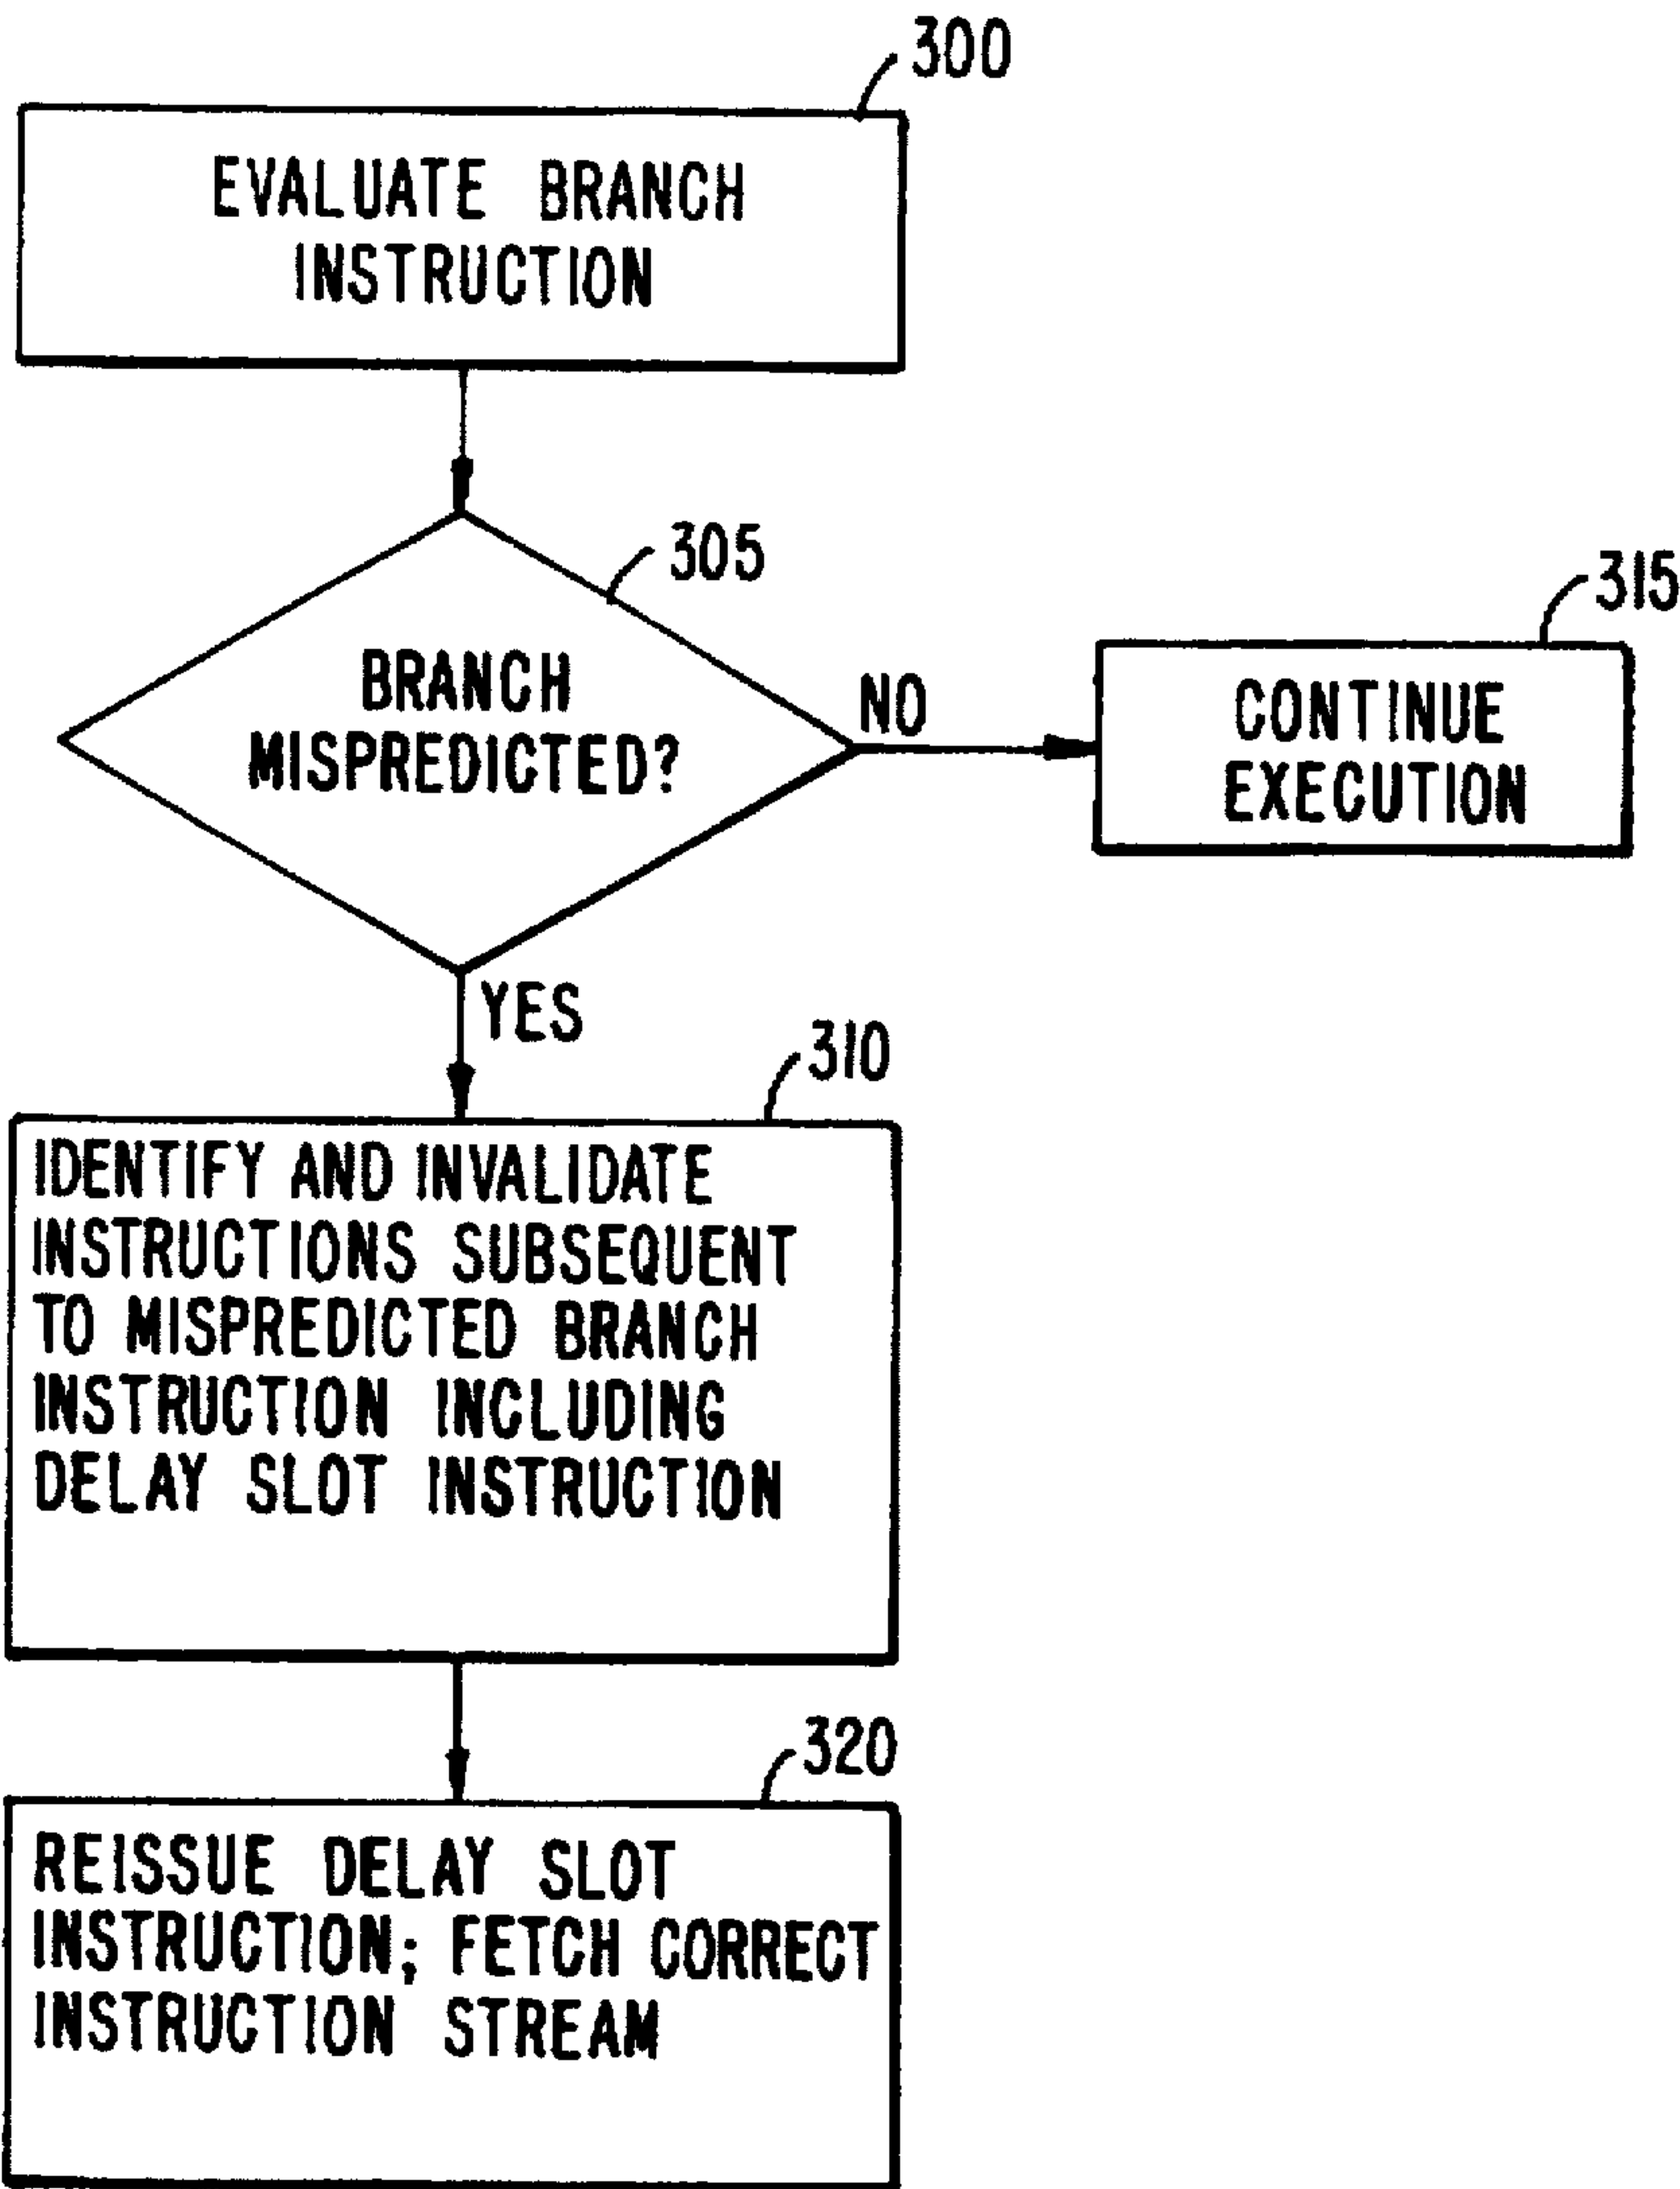 300
EVALUATE BRANCH
INSTRUCTION
305
BRANCH
MISPREDICTED?
NO
315
CONTINUE
EXECUTION
YES
310
IDENTIFY AND INVALIDATE
INSTRUCTIONS SUBSEQUENT
TO MISPREDICTED BRANCH
INSTRUCTION INCLUDING
DELAY SLOT INSTRUCTION
320
REISSUE DELAY SLOT
INSTRUCTION; FETCH CORRECT
INSTRUCTION STREAM